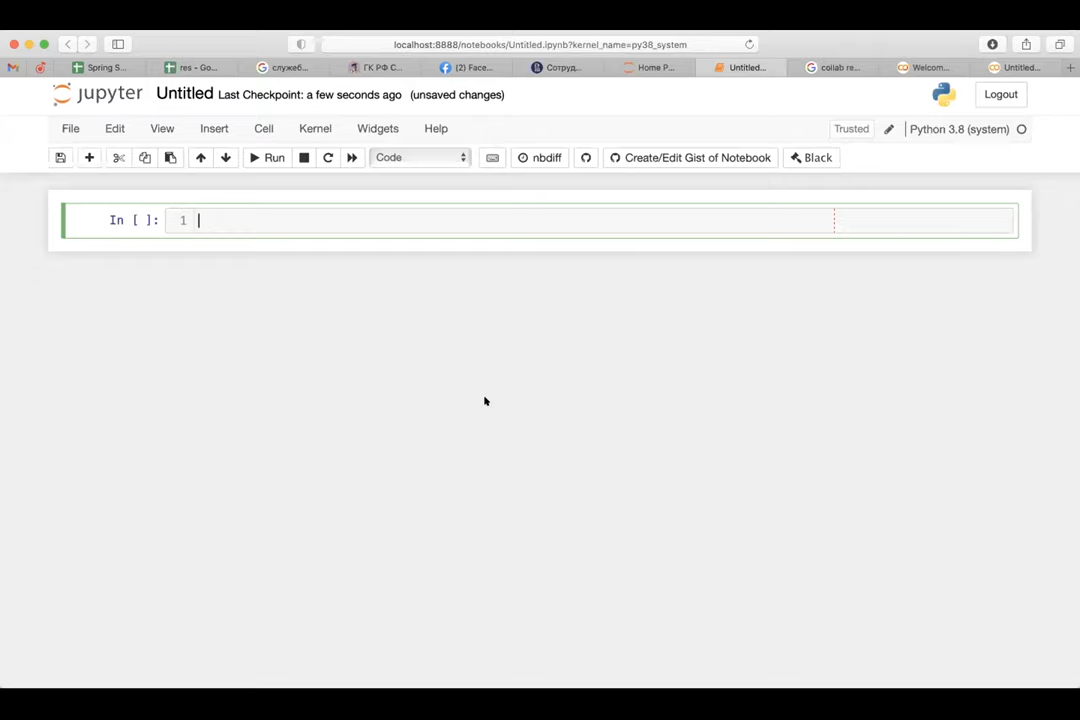 localhost:8888/notebooks/Untitled.ipynb?kernel_name=py38_system
Spring S... res - Go... служеб... ГК РФ С... (2) Face... Сотруд... Home P... Untitled... collab re... Welcom... Untitled...
jupyter Untitled Last Checkpoint: a few seconds ago (unsaved changes) Logout
File Edit View Insert Cell Kernel Widgets Help Trusted Python 3.8 (system)
Run Code nbdiff Create/Edit Gist of Notebook Black
In [ ]: 1